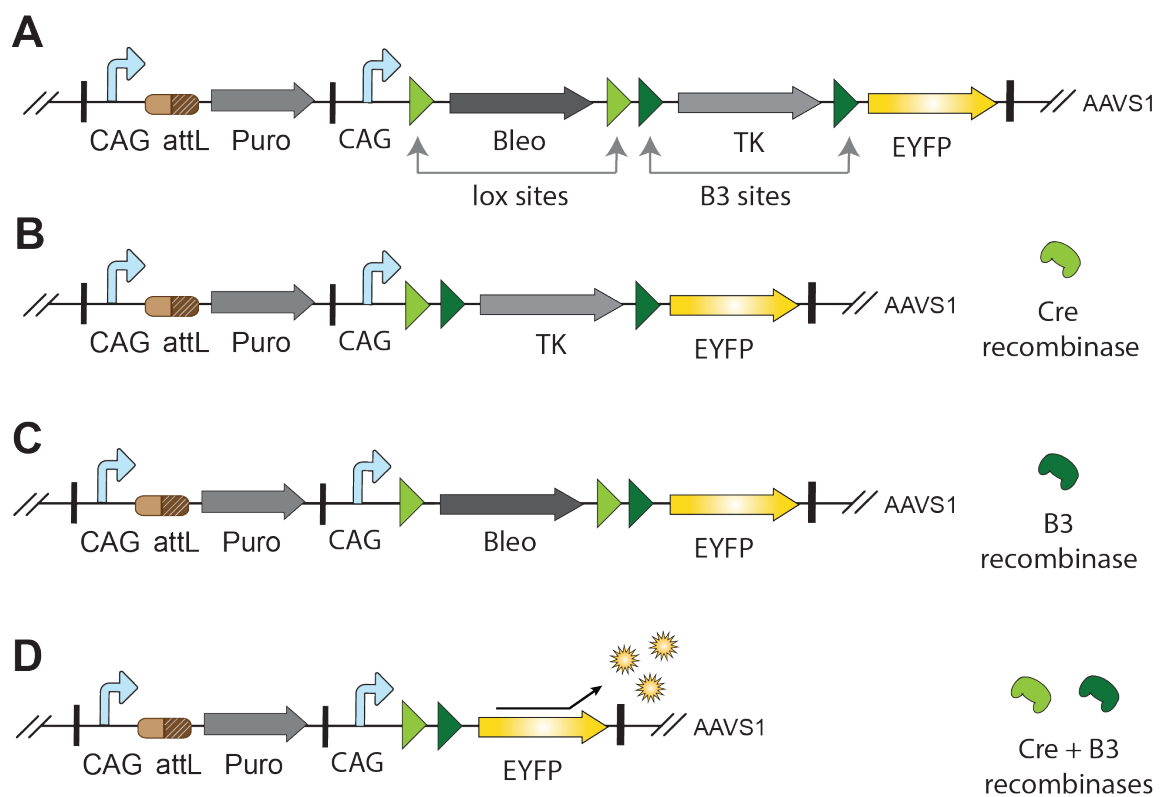 A
CAG attL Puro CAG Bleo TK EYFP AAVS1
lox sites B3 sites
B
CAG attL Puro CAG TK EYFP AAVS1
Cre
recombinase
C
CAG attL Puro CAG Bleo EYFP AAVS1
B3
recombinase
D
CAG attL Puro CAG EYFP AAVS1
Cre + B3
recombinases